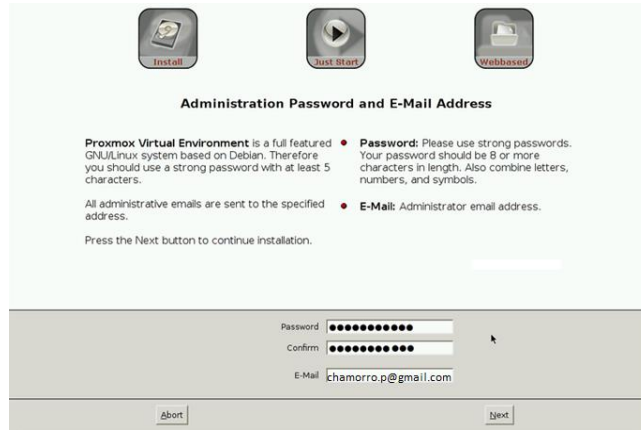 Install
Just Start
Webbased
Administration Password and E-Mail Address
Proxmox Virtual Environment is a full featured
GNU/Linux system based on Debian. Therefore
you should use a strong password with at least 5
characters.
All administrative emails are sent to the specified
address.
Press the Next button to continue installation.
Password: Please use strong passwords.
Your password should be 8 or more
characters in length. Also combine letters,
numbers, and symbols.
E-Mail: Administrator email address.
Password ●●●●●●●●●●●
Confirm ●●●●●●●●●●●
E-Mail chamorro.p@gmail.com
Abort
Next